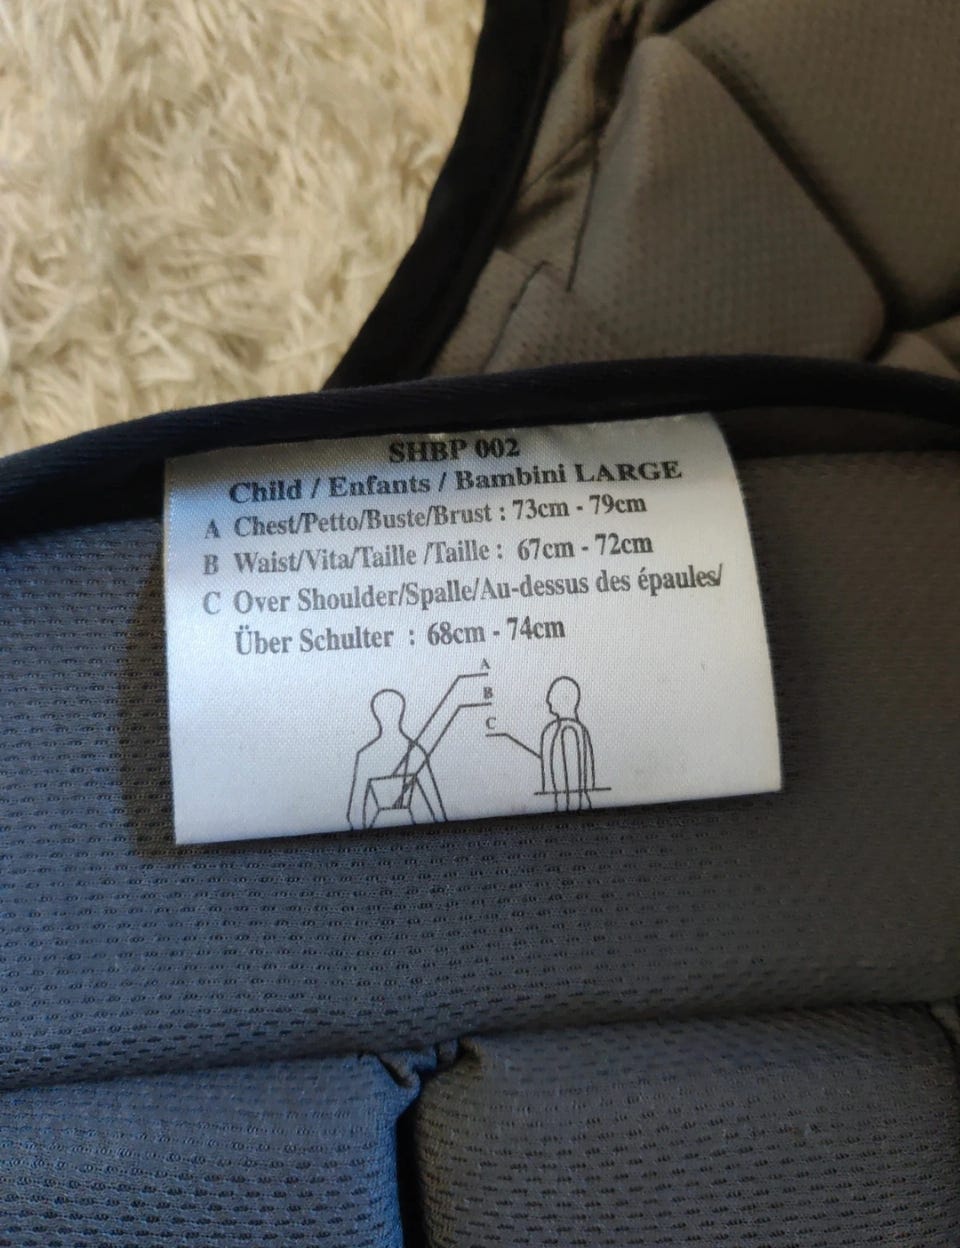 SHBP 002
Child / Enfants / Bambini LARGE
A Chest/Petto/Buste/Brust : 73cm - 79cm
B Waist/Vita/Taille /Taille : 67cm - 72cm
C Over Shoulder/Spalle/Au-dessus des épaules/
Über Schulter : 68cm - 74cm
A
B
C